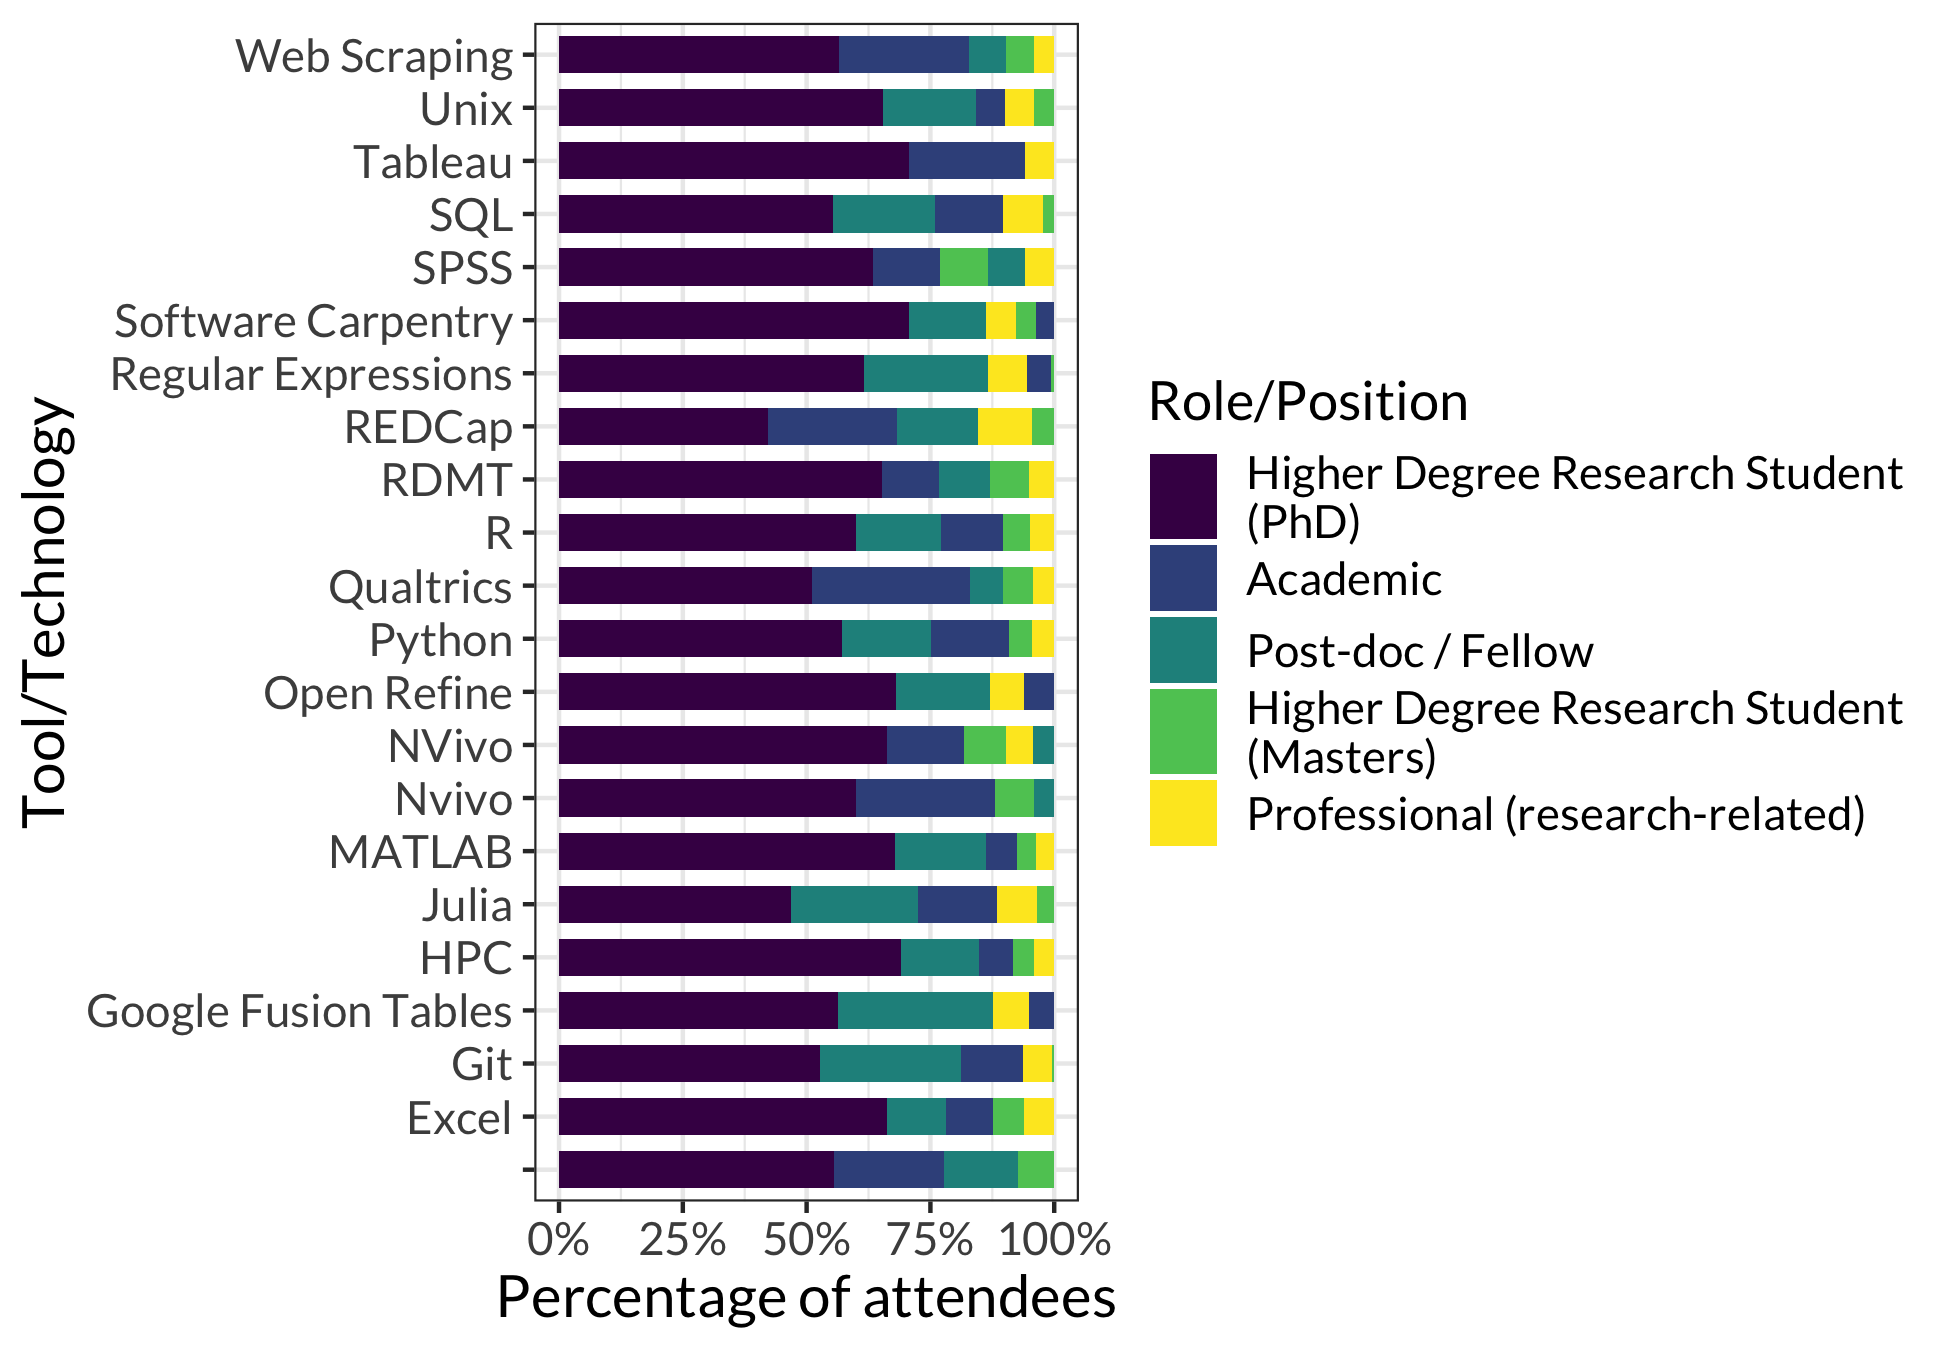 Web Scraping
Unix
Tableau
SQL
SPSS
Software Carpentry
Regular Expressions
REDCap
RDMT
R
Qualtrics
Python
Open Refine
NVivo
Nvivo
MATLAB
Julia
HPC
Google Fusion Tables
Git
Excel
Tool/Technology
0% 25% 50% 75% 100%
Percentage of attendees
Role/Position
Higher Degree Research Student
(PhD)
Academic
Post-doc / Fellow
Higher Degree Research Student
(Masters)
Professional (research-related)